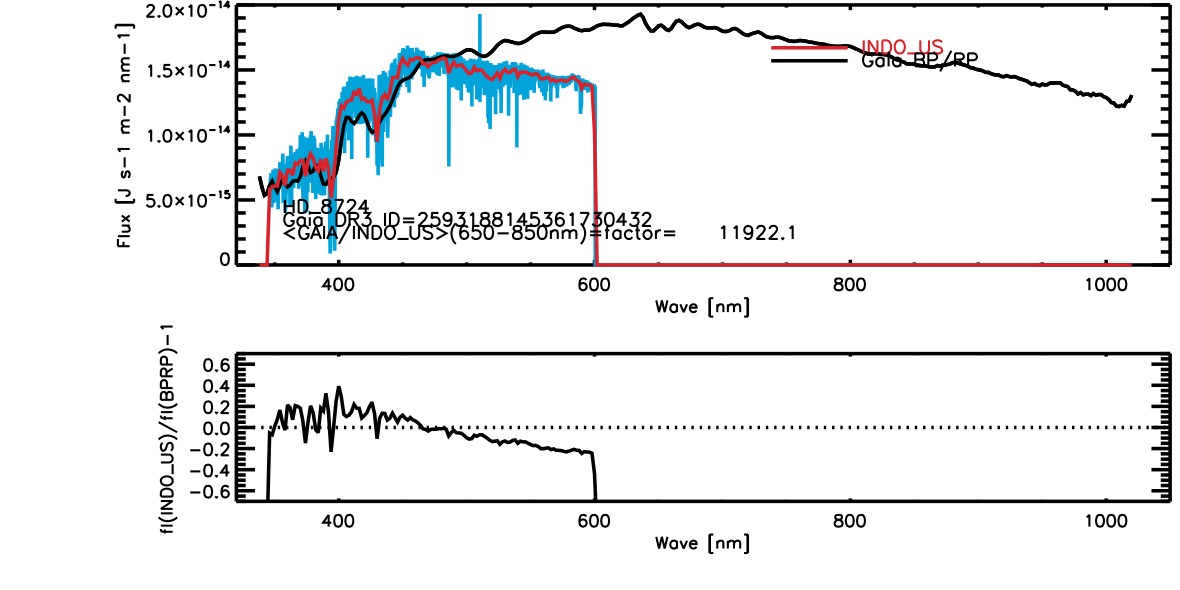 2.0×10−14
1.5×10−14
1.0×10−14
5.0×10−15
0
Flux [J s−1 m−2 nm−1]
INDO_US
Gaia BP/RP
HD_8724
Gaia DR3 ID=2593188145361730432
<GAIA/INDO_US>(650−850nm)=factor= 11922.1
400 600 800 1000
Wave [nm]
fl(INDO_US)/fl(BPRP)−1
0.6
0.4
0.2
0.0
−0.2
−0.4
−0.6
400 600 800 1000
Wave [nm]